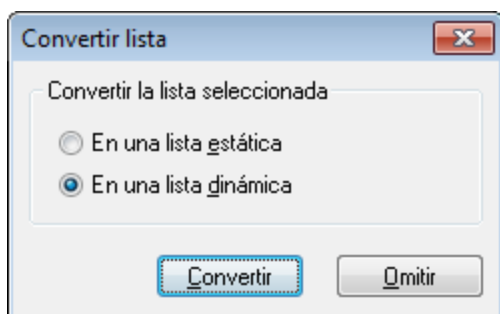 Convertir lista
Convertir la lista seleccionada
En una lista estática
En una lista dinámica
Convertir Omitir